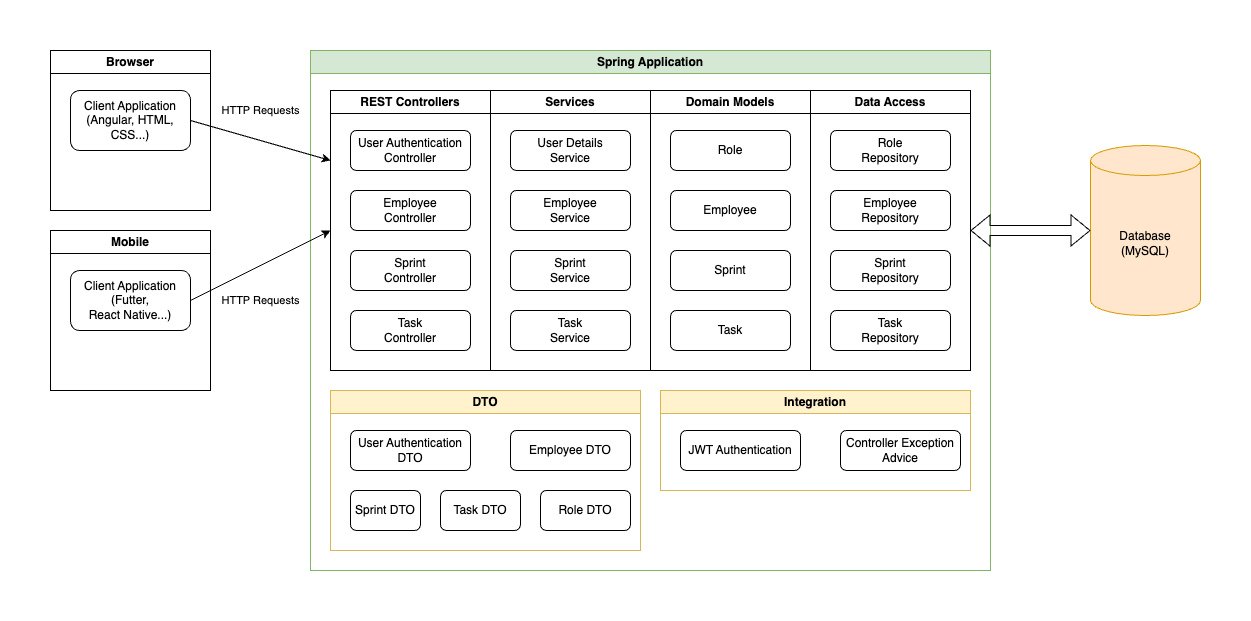 Browser
Client Application
(Angular, HTML,
CSS...)
HTTP Requests
Mobile
Client Application
(Futter,
React Native...)
HTTP Requests
Spring Application
REST Controllers
User Authentication
Controller
Employee
Controller
Sprint
Controller
Task
Controller
Services
User Details
Service
Employee
Service
Sprint
Service
Task
Service
Domain Models
Role
Employee
Sprint
Task
Data Access
Role
Repository
Employee
Repository
Sprint
Repository
Task
Repository
DTO
User Authentication
DTO
Employee DTO
Sprint DTO
Task DTO
Role DTO
Integration
JWT Authentication
Controller Exception
Advice
Database
(MySQL)